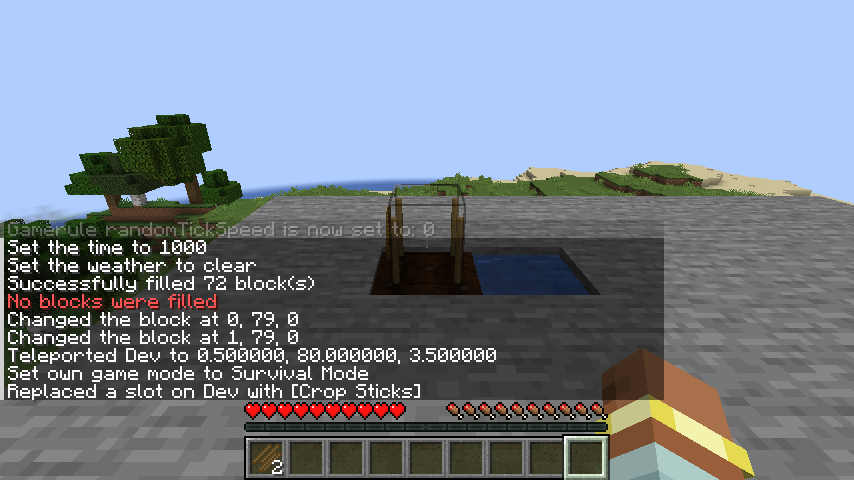 Gamerule randomTickSpeed is now set to: 0
Set the time to 1000
Set the weather to clear
Successfully filled 72 block(s)
No blocks were filled
Changed the block at 0, 79, 0
Changed the block at 1, 79, 0
Teleported Dev to 0.500000, 80.000000, 3.500000
Set own game mode to Survival Mode
Replaced a slot on Dev with [Crop Sticks]
2